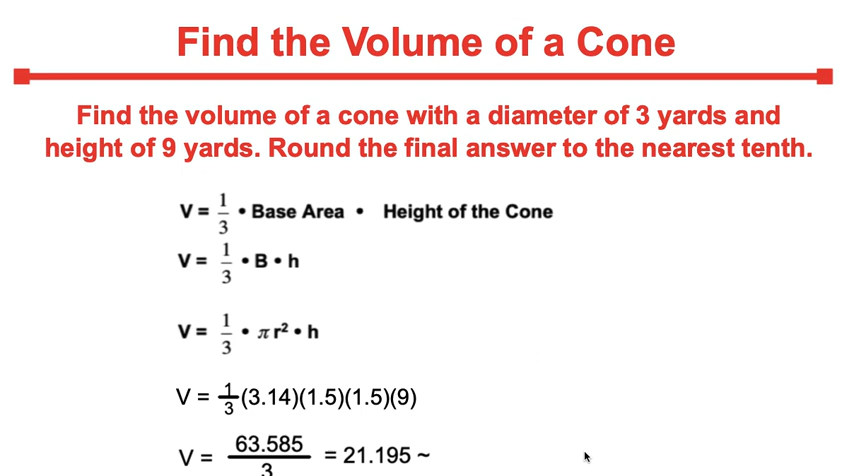 Find the Volume of a Cone
Find the volume of a cone with a diameter of 3 yards and
height of 9 yards. Round the final answer to the nearest tenth.
V = 1/3 • Base Area • Height of the Cone
V = 1/3 • B • h
V = 1/3 • π r² • h
V = 1/3 (3.14)(1.5)(1.5)(9)
V = 63.585/3 = 21.195 ~